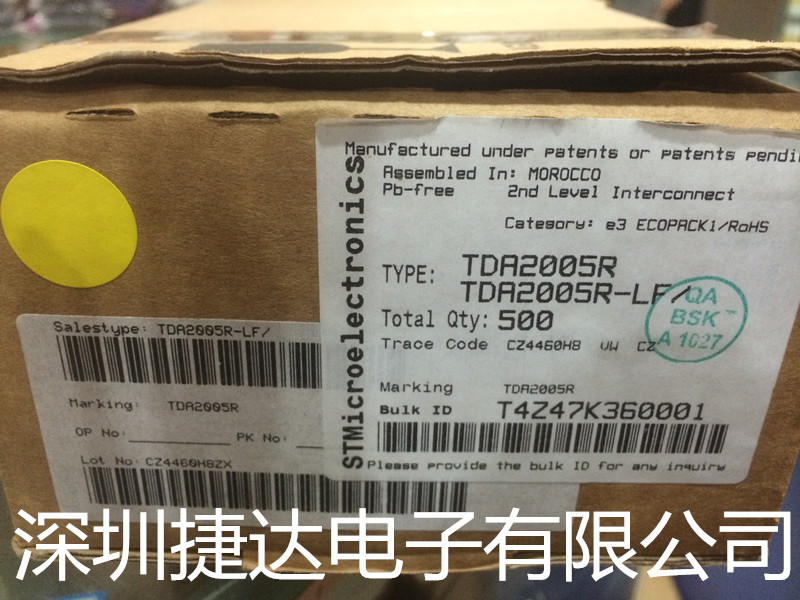 Manufactured under patents or patents pendi
Assembled In: MOROCCO
Pb-free 2nd Level Interconnect
Category: e3 ECOPACK1/RoHS
STMicroelectronics
TYPE: TDA2005R
TDA2005R-LF/
Total Qty: 500
Trace Code CZ4460H8 VW CZ
QA
BSK
A 1027
Marking TDA2005R
Bulk ID T4Z47K360001
Please provide the bulk ID for any inquiry
Salestype: TDA2005R-LF/
Marking: TDA2005R
OP No: PK No:
Lot No: CZ4460H8ZX
深圳捷达电子有限公司